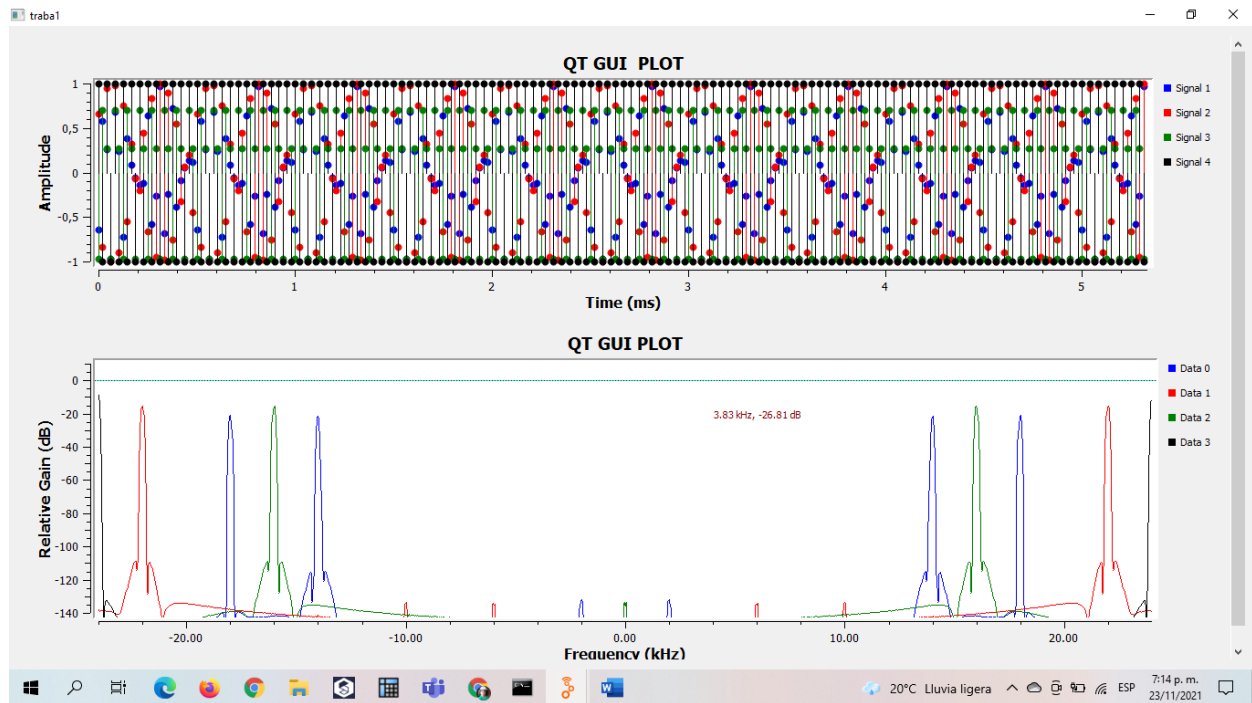 traba1
QT GUI PLOT
Amplitude
1
0,5
0
-0,5
-1
0 1 2 3 4 5
Time (ms)
Signal 1
Signal 2
Signal 3
Signal 4
QT GUI PLOT
Relative Gain (dB)
0
-20
-40
-60
-80
-100
-120
-140
3.83 kHz, -26.81 dB
-20.00 -10.00 0.00 10.00 20.00
Frequency (kHz)
Data 0
Data 1
Data 2
Data 3
20°C Lluvia ligera
ESP
7:14 p. m.
23/11/2021